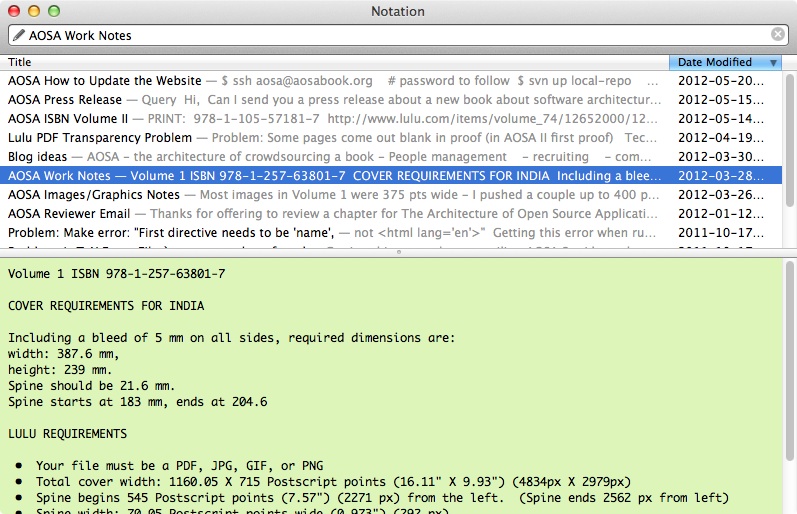 Notation
AOSA Work Notes
Title Date Modified
AOSA How to Update the Website — $ ssh aosa@aosabook.org # password to follow $ svn up local-repo ... 2012-05-20...
AOSA Press Release — Query Hi, Can I send you a press release about a new book about software architectur... 2012-05-15...
AOSA ISBN Volume II — PRINT: 978-1-105-57181-7 http://www.lulu.com/items/volume_74/12652000/12... 2012-05-14...
Lulu PDF Transparency Problem — Problem: Some pages come out blank in proof (in AOSA II first proof) Tec... 2012-04-19...
Blog ideas — AOSA – the architecture of crowdsourcing a book – People management – recruiting – com... 2012-03-30...
AOSA Work Notes — Volume 1 ISBN 978-1-257-63801-7 COVER REQUIREMENTS FOR INDIA Including a blee... 2012-03-28...
AOSA Images/Graphics Notes — Most images in Volume 1 were 375 pts wide – I pushed a couple up to 400 p... 2012-03-26...
AOSA Reviewer Email — Thanks for offering to review a chapter for The Architecture of Open Source Applicati... 2012-01-12...
Problem: Make error: "First directive needs to be 'name', — not <html lang='en'>" Getting this error when ru... 2011-10-17...
Volume 1 ISBN 978-1-257-63801-7
COVER REQUIREMENTS FOR INDIA
Including a bleed of 5 mm on all sides, required dimensions are:
width: 387.6 mm,
height: 239 mm.
Spine should be 21.6 mm.
Spine starts at 183 mm, ends at 204.6
LULU REQUIREMENTS
• Your file must be a PDF, JPG, GIF, or PNG
• Total cover width: 1160.05 X 715 Postscript points (16.11" X 9.93") (4834px X 2979px)
• Spine begins 545 Postscript points (7.57") (2271 px) from the left. (Spine ends 2562 px from left)
• Spine width: 70.05 Postscript points wide (0.973") (292 px)